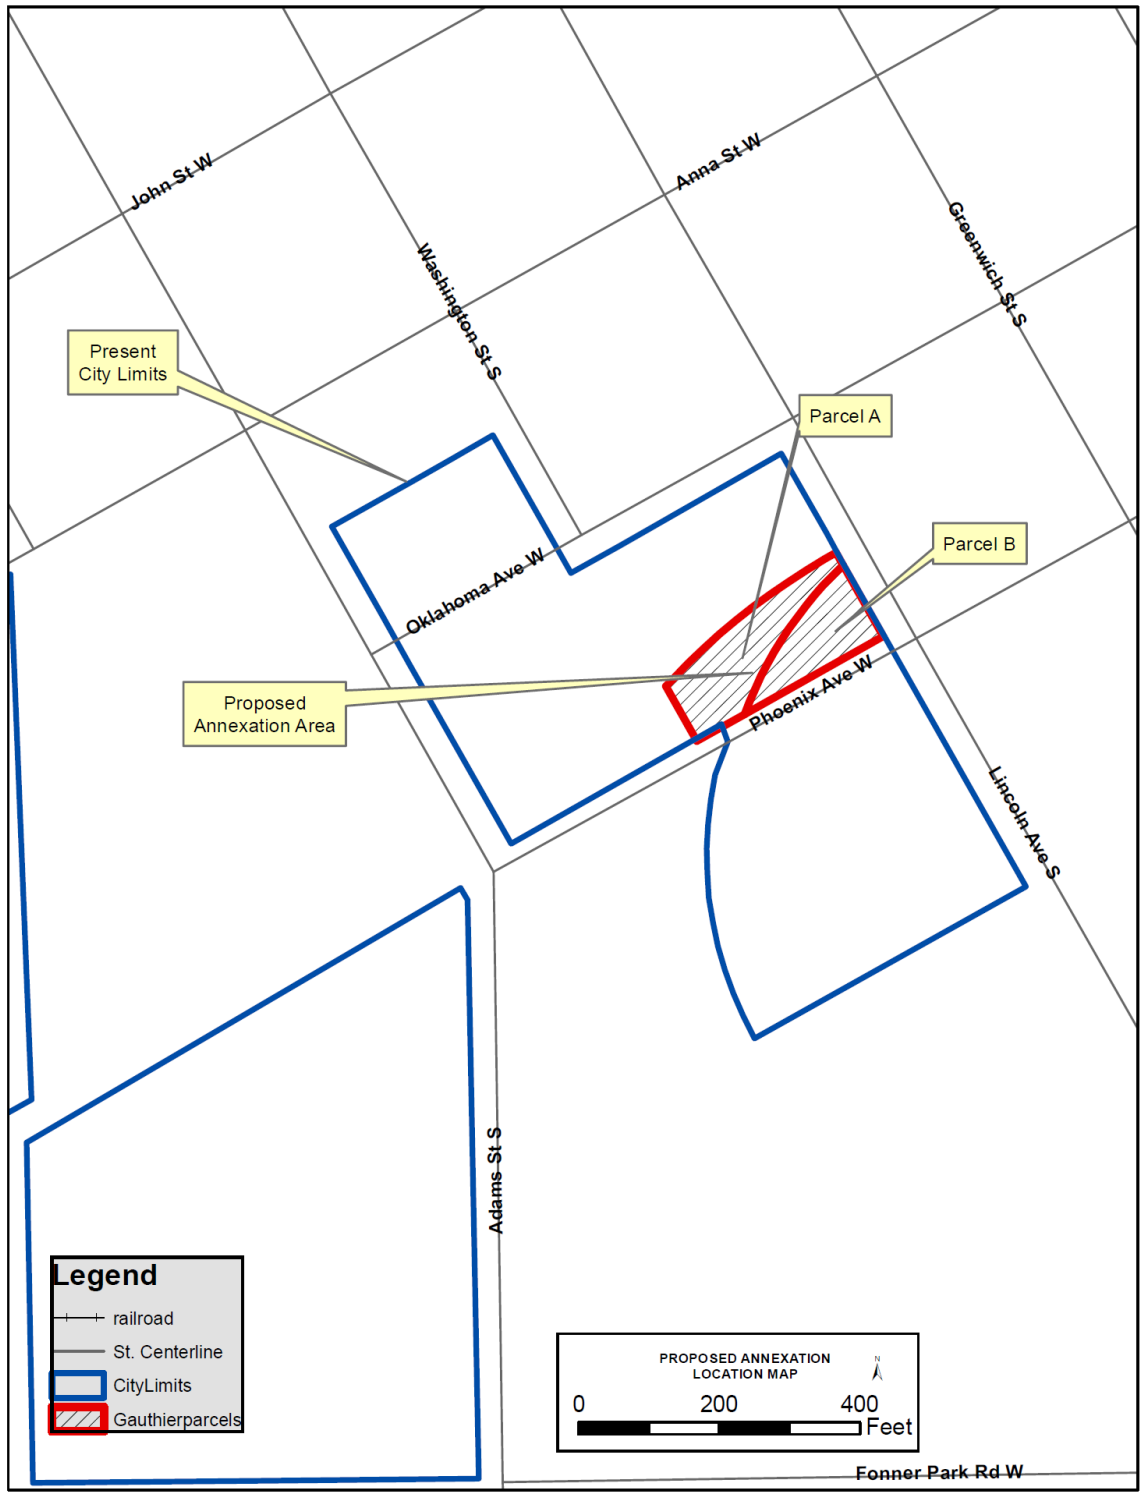 John St W
Anna St W
Greenwich St S
Washington St S
Present
City Limits
Parcel A
Parcel B
Oklahoma Ave W
Proposed
Annexation Area
Phoenix Ave W
Lincoln Ave S
Adams St S
Legend
railroad
St. Centerline
CityLimits
Gauthierparcels
PROPOSED ANNEXATION
LOCATION MAP
N
0 200 400
Feet
Fonner Park Rd W